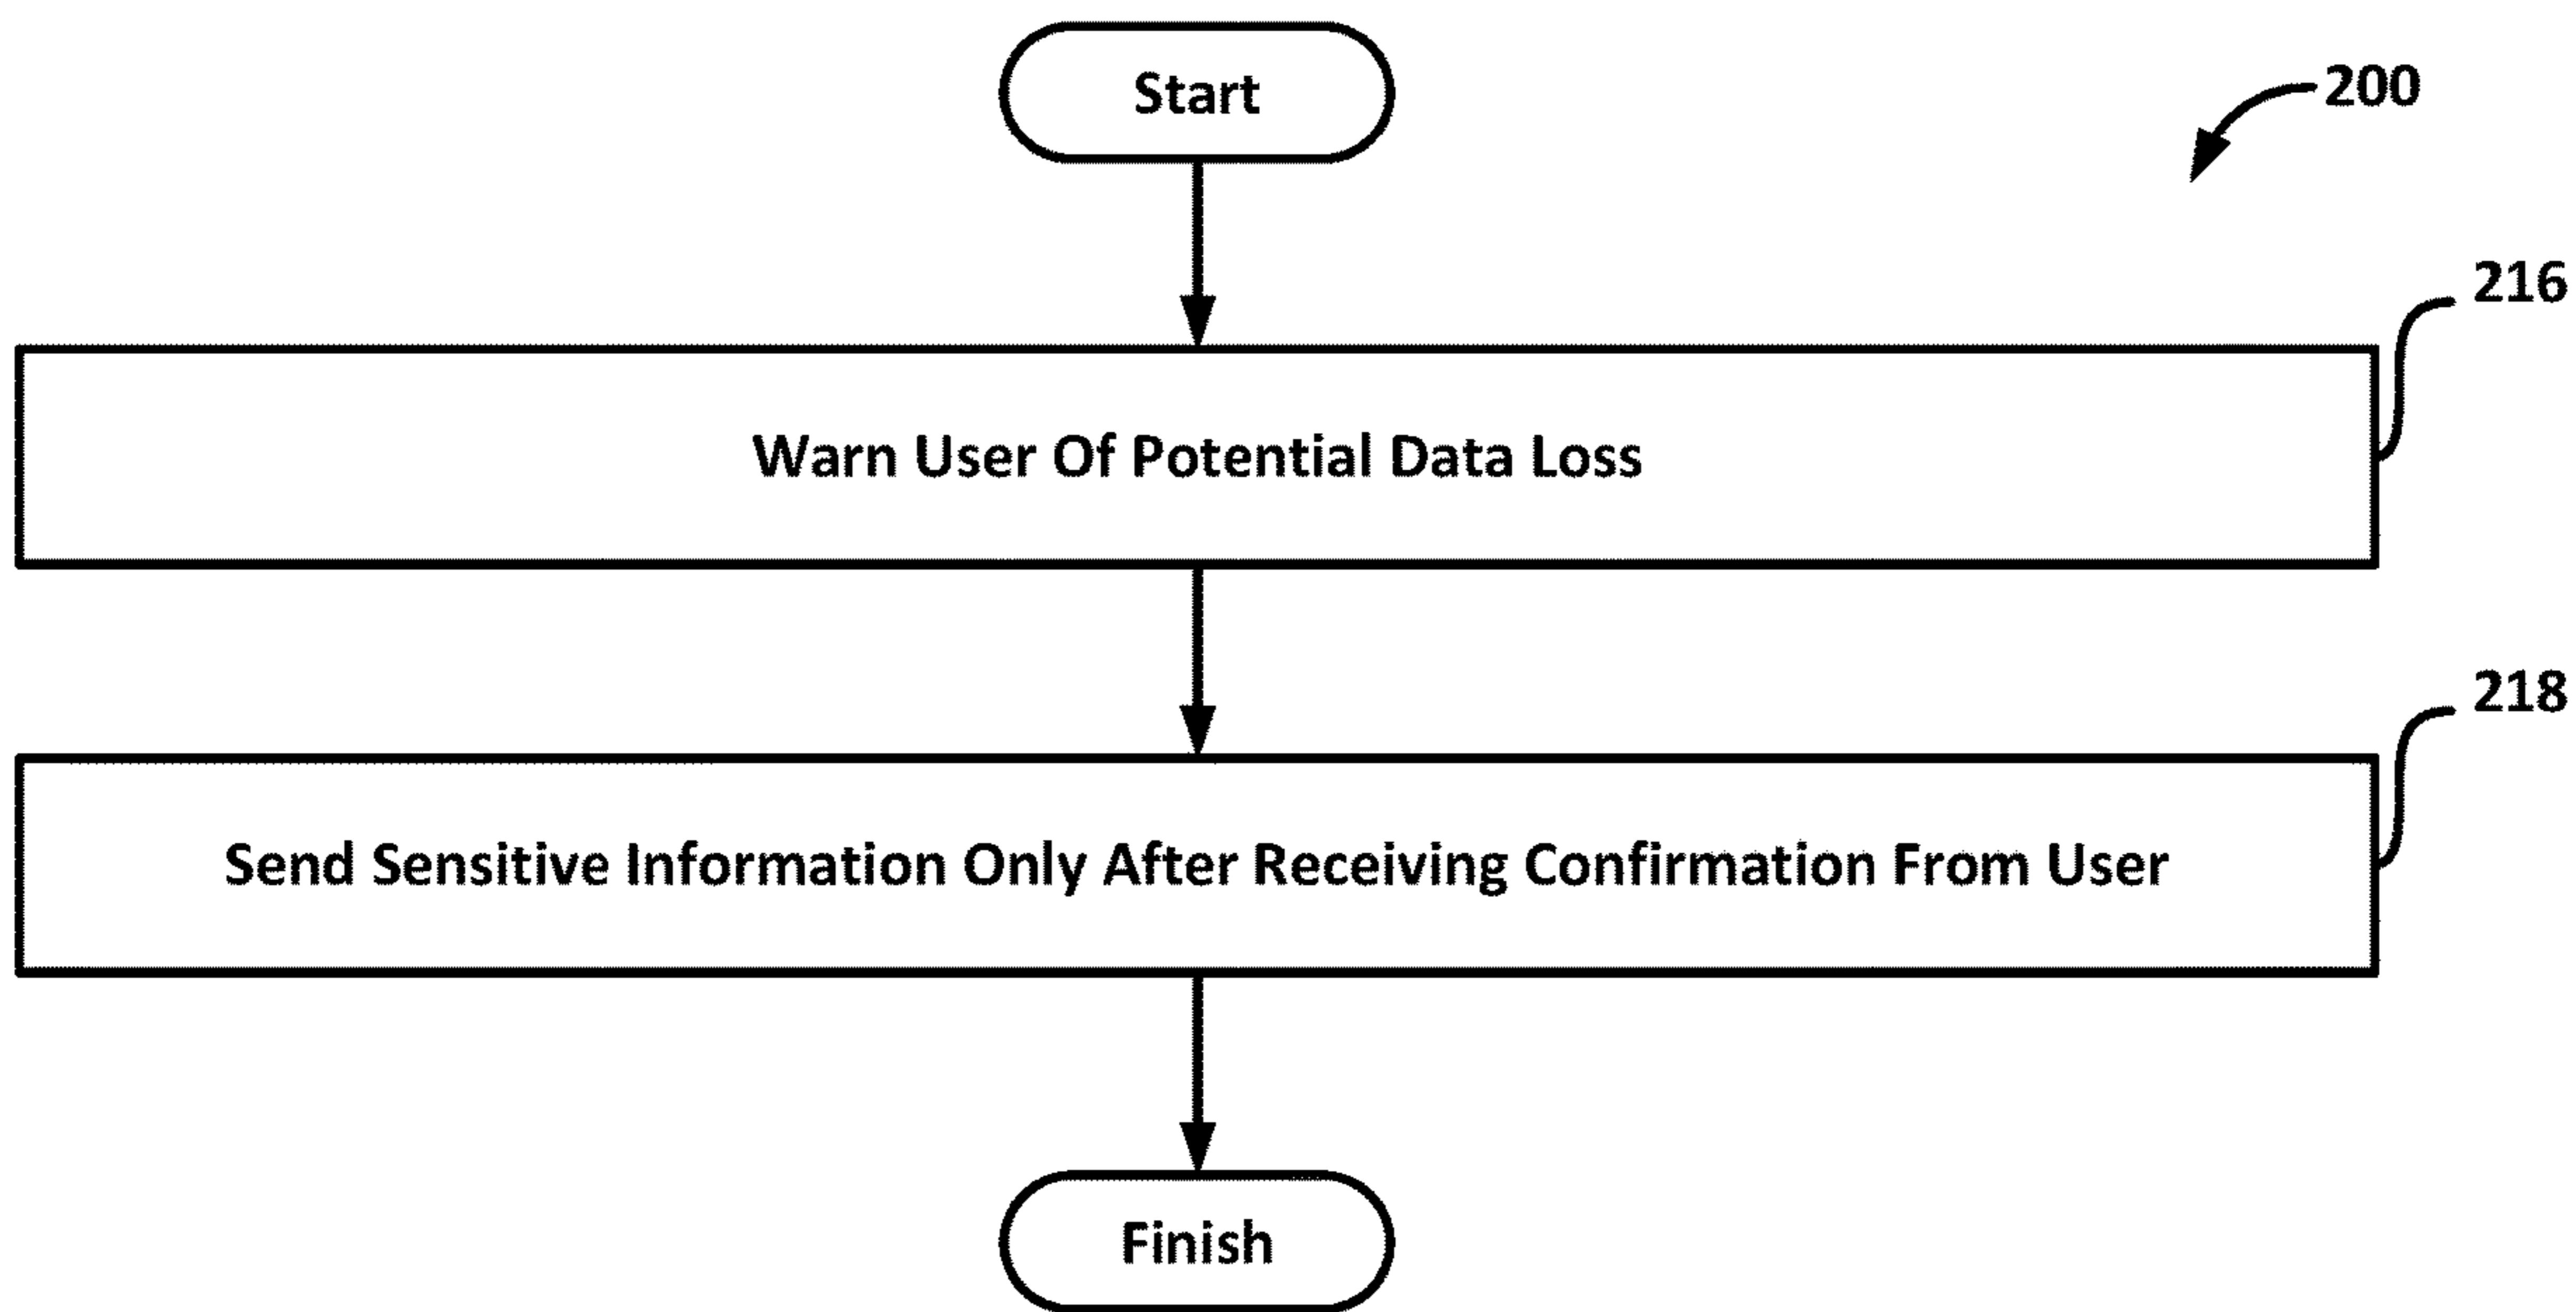 Start
200
216
Warn User Of Potential Data Loss
218
Send Sensitive Information Only After Receiving Confirmation From User
Finish